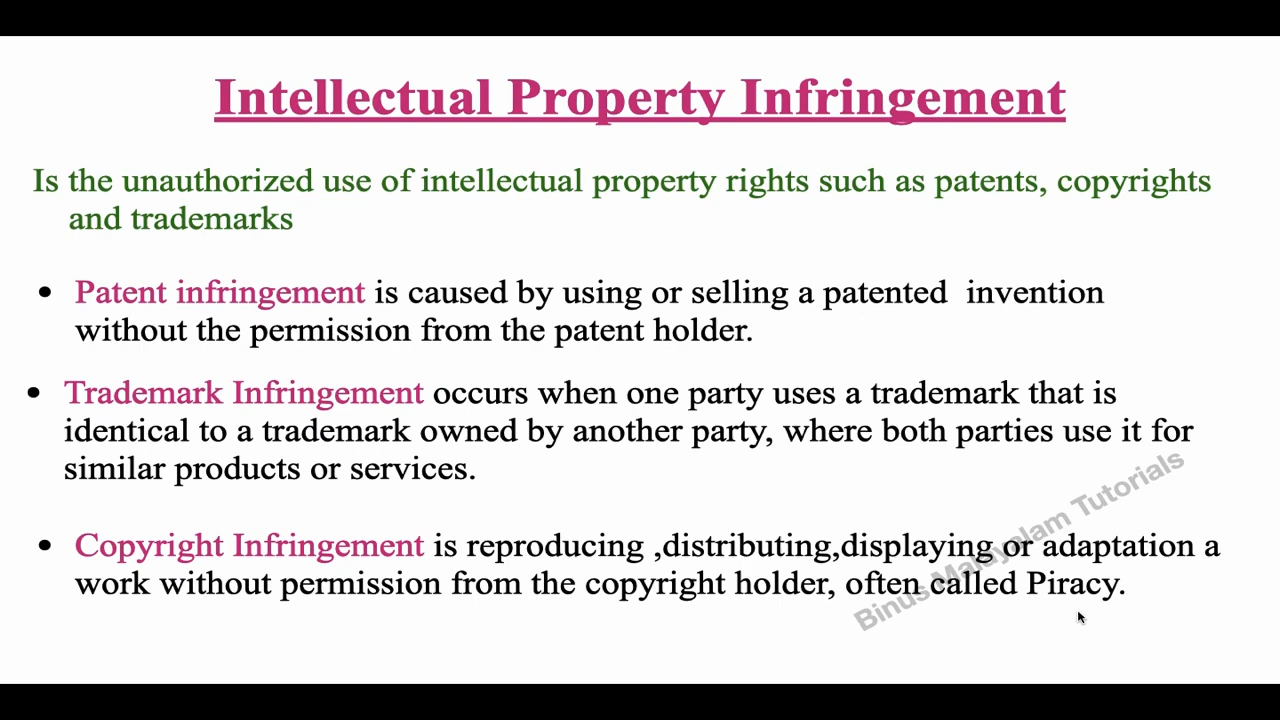 Intellectual Property Infringement
Is the unauthorized use of intellectual property rights such as patents, copyrights
and trademarks
• Patent infringement is caused by using or selling a patented invention
without the permission from the patent holder.
• Trademark Infringement occurs when one party uses a trademark that is
identical to a trademark owned by another party, where both parties use it for
similar products or services.
• Copyright Infringement is reproducing ,distributing,displaying or adaptation a
work without permission from the copyright holder, often called Piracy.
Binus Malayalam Tutorials